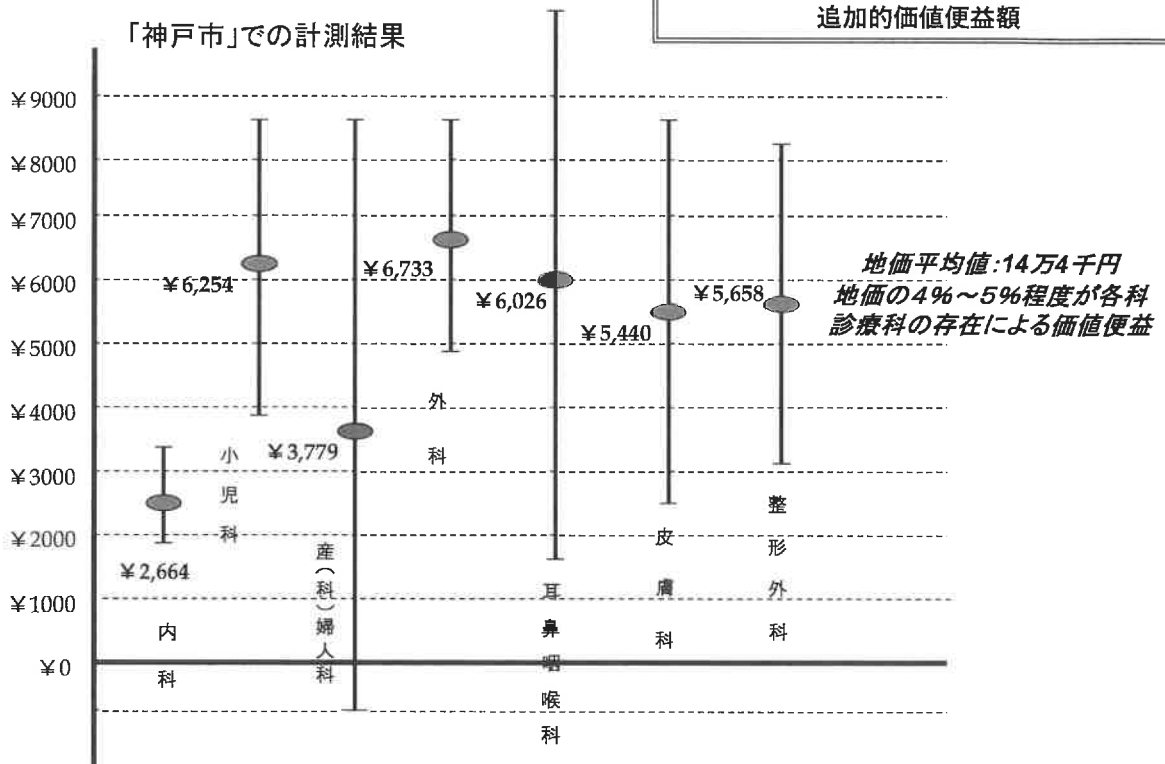 追加的価値便益額
「神戸市」での計測結果
¥9000
¥8000
¥7000
¥6000
¥5000
¥4000
¥3000
¥2000
¥1000
¥0
¥2,664
内科
¥6,254
小児科
¥3,779
産(科)婦人科
¥6,733
外科
¥6,026
耳鼻咽喉科
¥5,440
皮膚科
¥5,658
整形外科
地価平均値:14万4千円
地価の4%～5%程度が各科
診療科の存在による価値便益